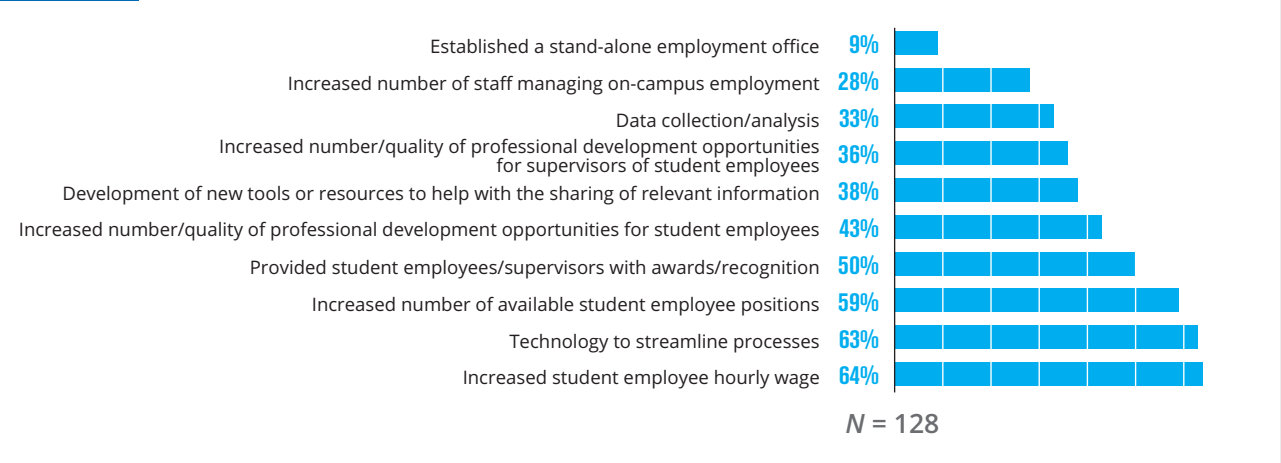 Established a stand-alone employment office 9%
Increased number of staff managing on-campus employment 28%
Data collection/analysis 33%
Increased number/quality of professional development opportunities
for supervisors of student employees 36%
Development of new tools or resources to help with the sharing of relevant information 38%
Increased number/quality of professional development opportunities for student employees 43%
Provided student employees/supervisors with awards/recognition 50%
Increased number of available student employee positions 59%
Technology to streamline processes 63%
Increased student employee hourly wage 64%
N = 128